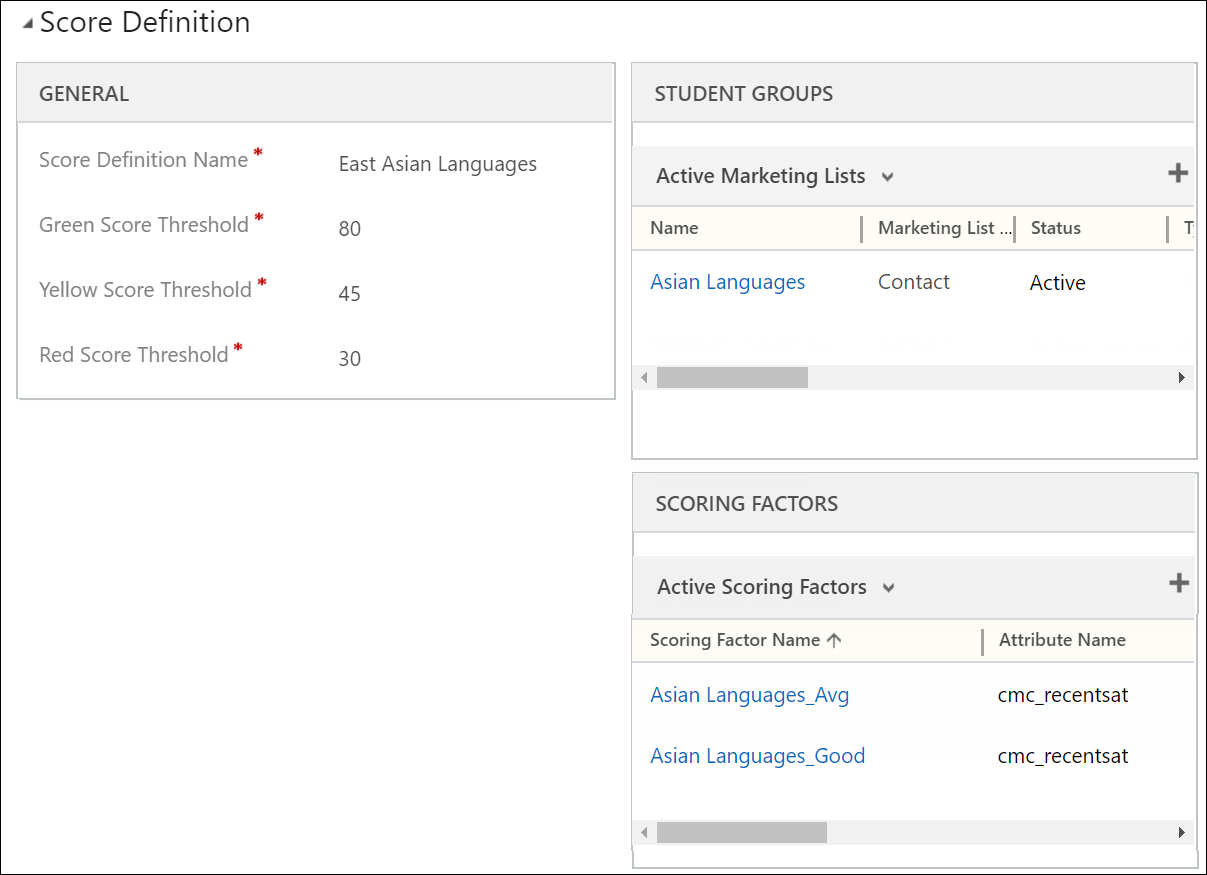 Score Definition
GENERAL
Score Definition Name *
East Asian Languages
Green Score Threshold *
80
Yellow Score Threshold *
45
Red Score Threshold *
30
STUDENT GROUPS
Active Marketing Lists
Name
Marketing List ...
Status
Asian Languages
Contact
Active
SCORING FACTORS
Active Scoring Factors
Scoring Factor Name
Attribute Name
Asian Languages_Avg
cmc_recentsat
Asian Languages_Good
cmc_recentsat